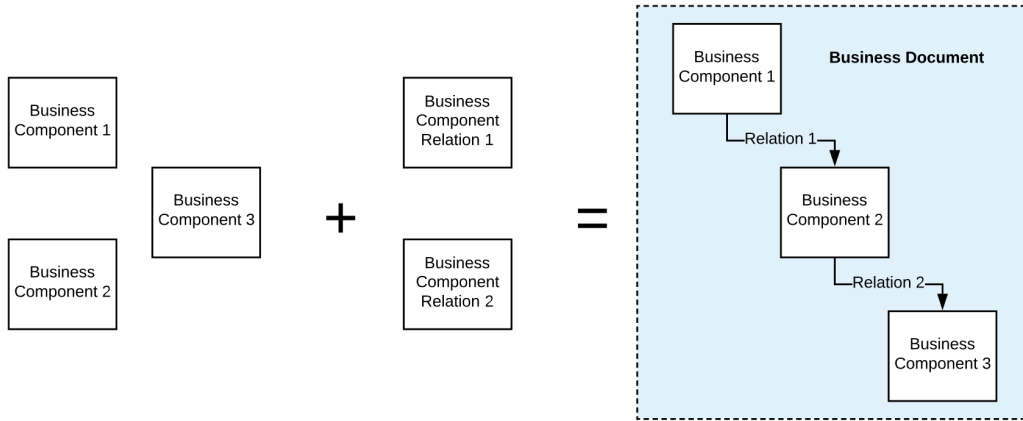 Business
Component 1
Business
Component 3
Business
Component 2
+
Business
Component
Relation 1
Business
Component
Relation 2
=
Business Document
Business
Component 1
Relation 1
Business
Component 2
Relation 2
Business
Component 3